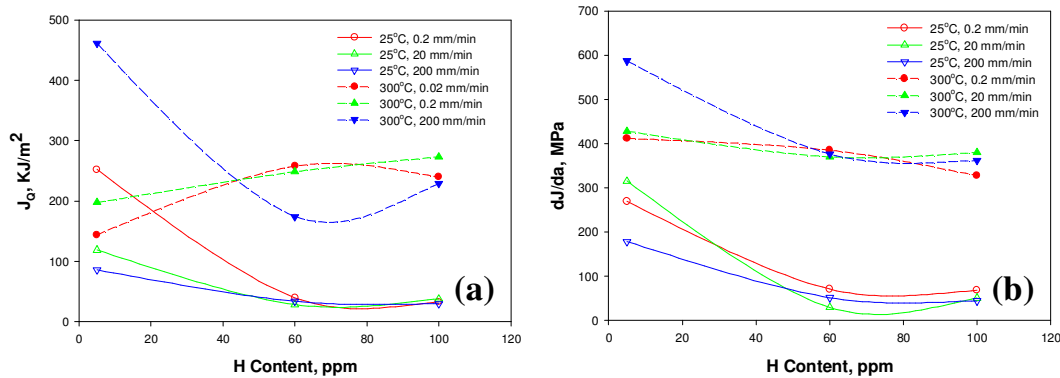 500
400
300
200
100
0
0 20 40 60 80 100 120
J_Q, KJ/m²
H Content, ppm
25°C, 0.2 mm/min
25°C, 20 mm/min
25°C, 200 mm/min
300°C, 0.02 mm/min
300°C, 0.2 mm/min
300°C, 200 mm/min
(a)
700
600
500
400
300
200
100
0
0 20 40 60 80 100 120
dJ/da, MPa
H Content, ppm
25°C, 0.2 mm/min
25°C, 20 mm/min
25°C, 200 mm/min
300°C, 0.2 mm/min
300°C, 20 mm/min
300°C, 200 mm/min
(b)